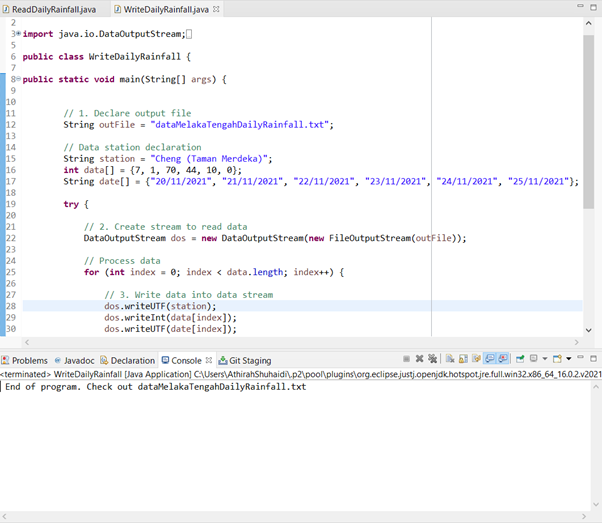 ReadDailyRainfall.java WriteDailyRainfall.java
2
3 import java.io.DataOutputStream;
5
6 public class WriteDailyRainfall {
7
8 public static void main(String[] args) {
9
10
11 // 1. Declare output file
12 String outFile = "dataMelakaTengahDailyRainfall.txt";
13
14 // Data station declaration
15 String station = "Cheng (Taman Merdeka)";
16 int data[] = {7, 1, 70, 44, 10, 0};
17 String date[] = {"20/11/2021", "21/11/2021", "22/11/2021", "23/11/2021", "24/11/2021", "25/11/2021"};
18
19 try {
20
21 // 2. Create stream to read data
22 DataOutputStream dos = new DataOutputStream(new FileOutputStream(outFile));
23
24 // Process data
25 for (int index = 0; index < data.length; index++) {
26
27 // 3. Write data into data stream
28 dos.writeUTF(station);
29 dos.writeInt(data[index]);
30 dos.writeUTF(date[index]);
Problems Javadoc Declaration Console Git Staging
<terminated> WriteDailyRainfall [Java Application] C:\Users\AthirahShuhaidi\.p2\pool\plugins\org.eclipse.justj.openjdk.hotspot.jre.full.win32.x86_64_16.0.2.v2021
End of program. Check out dataMelakaTengahDailyRainfall.txt